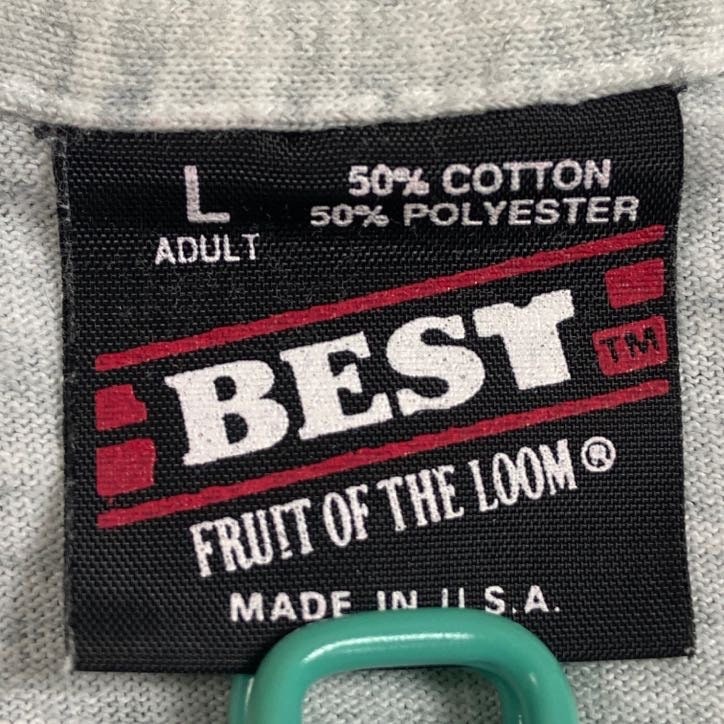 L
ADULT
50% COTTON
50% POLYESTER
BEST
TM
FRUIT OF THE LOOM®
MADE IN U.S.A.